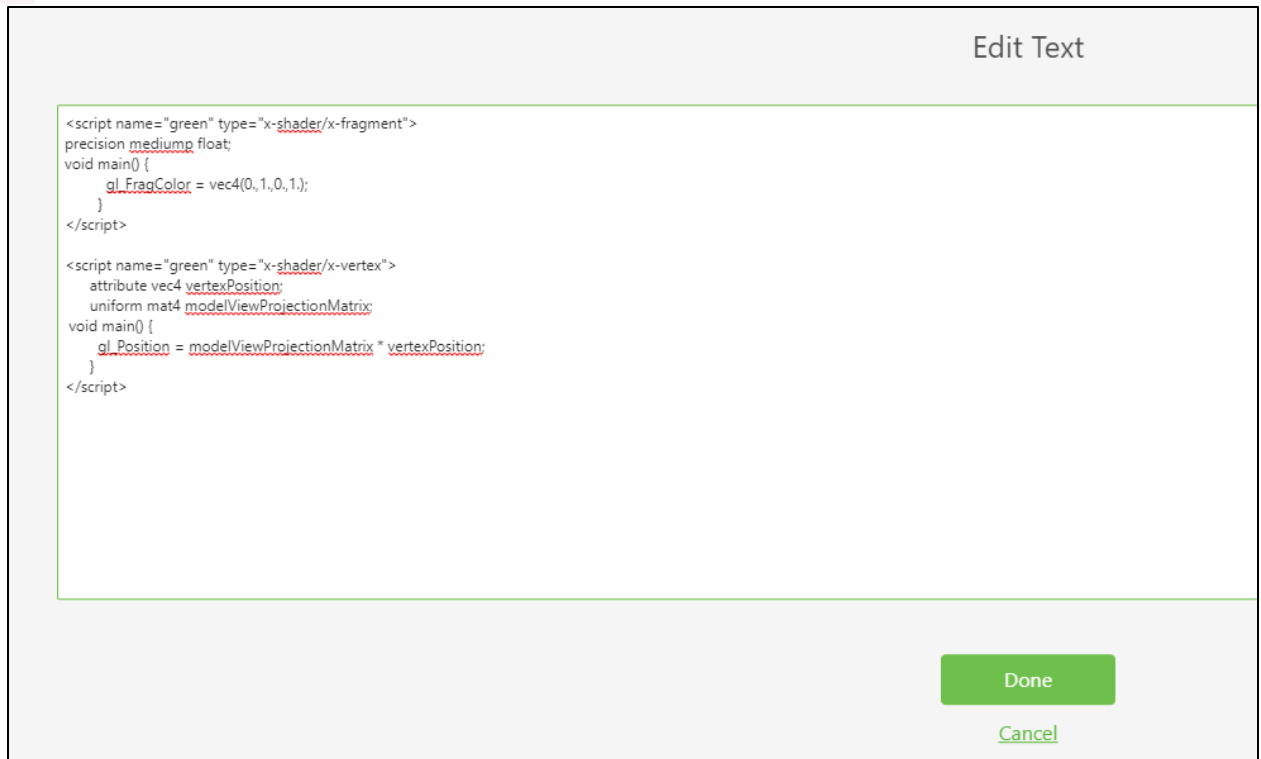 Edit Text
<script name="green" type="x-shader/x-fragment">
precision mediump float;
void main() {
gl_FragColor = vec4(0.,1.,0.,1.);
}
</script>
<script name="green" type="x-shader/x-vertex">
attribute vec4 vertexPosition;
uniform mat4 modelViewProjectionMatrix;
void main() {
gl_Position = modelViewProjectionMatrix * vertexPosition;
}
</script>
Done
Cancel